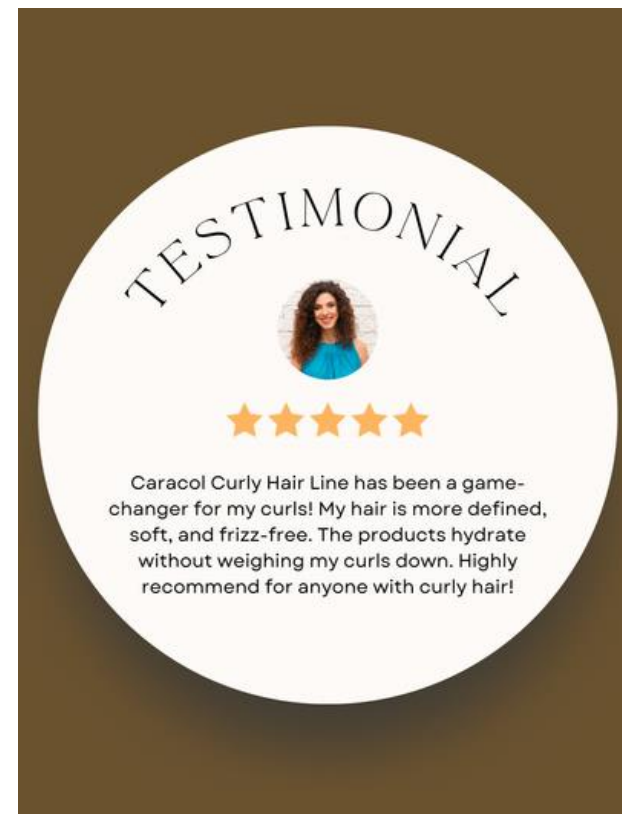 TESTIMONIAL
Caracol Curly Hair Line has been a game-
changer for my curls! My hair is more defined,
soft, and frizz-free. The products hydrate
without weighing my curls down. Highly
recommend for anyone with curly hair!